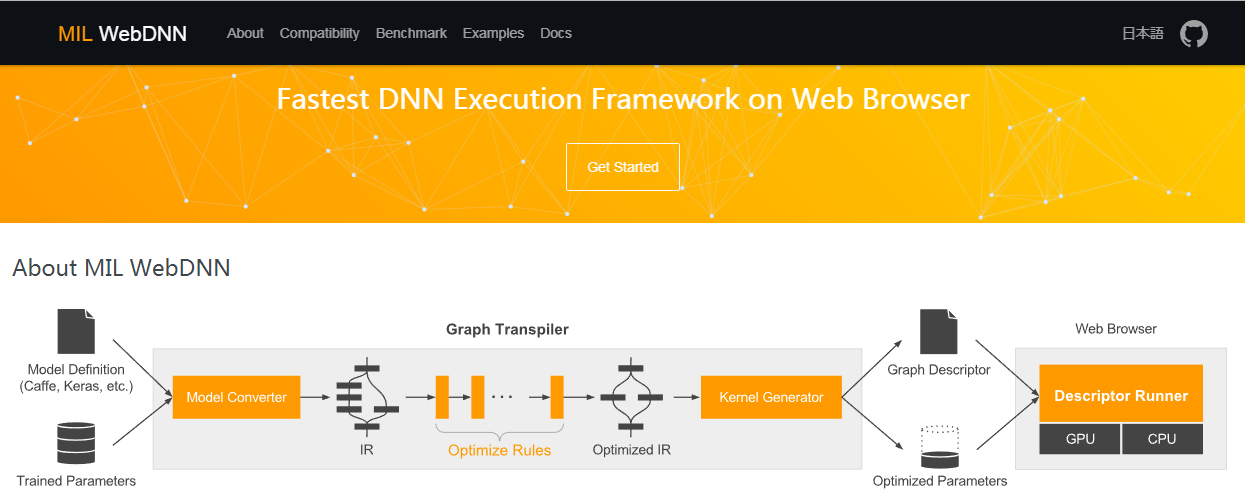 MIL WebDNN
About
Compatibility
Benchmark
Examples
Docs
日本語
Fastest DNN Execution Framework on Web Browser
Get Started
About MIL WebDNN
Graph Transpiler
Web Browser
Model Definition
(Caffe, Keras, etc.)
Trained Parameters
Model Converter
IR
...
Optimize Rules
Optimized IR
Kernel Generator
Graph Descriptor
Optimized Parameters
Descriptor Runner
GPU
CPU